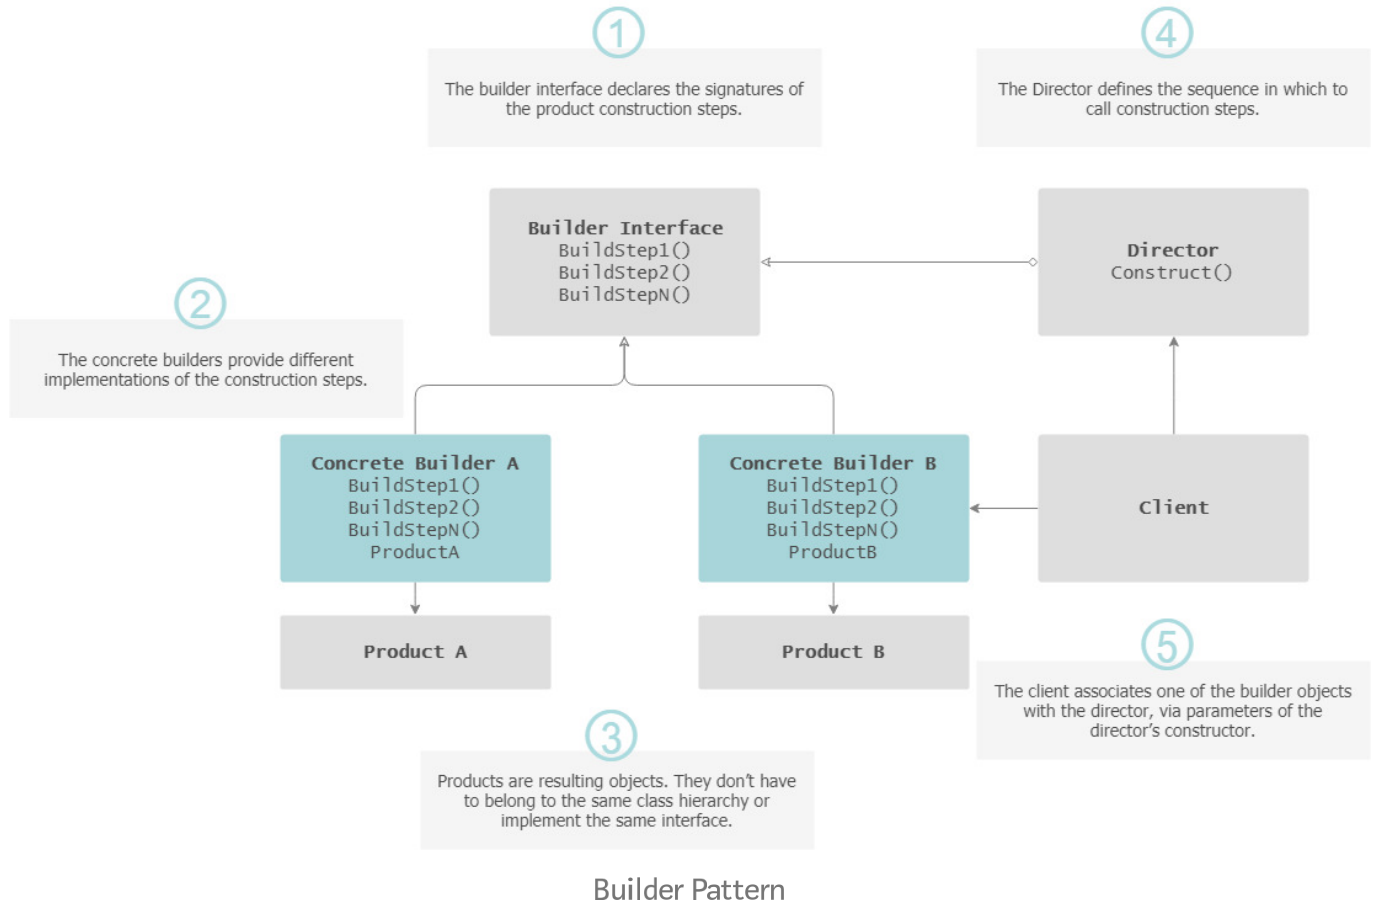 1
The builder interface declares the signatures of
the product construction steps.
4
The Director defines the sequence in which to
call construction steps.
Builder Interface
BuildStep1()
BuildStep2()
BuildStepN()
Director
Construct()
2
The concrete builders provide different
implementations of the construction steps.
Concrete Builder A
BuildStep1()
BuildStep2()
BuildStepN()
ProductA
Concrete Builder B
BuildStep1()
BuildStep2()
BuildStepN()
ProductB
Client
Product A
Product B
5
The client associates one of the builder objects
with the director, via parameters of the
director’s constructor.
3
Products are resulting objects. They don’t have
to belong to the same class hierarchy or
implement the same interface.
Builder Pattern